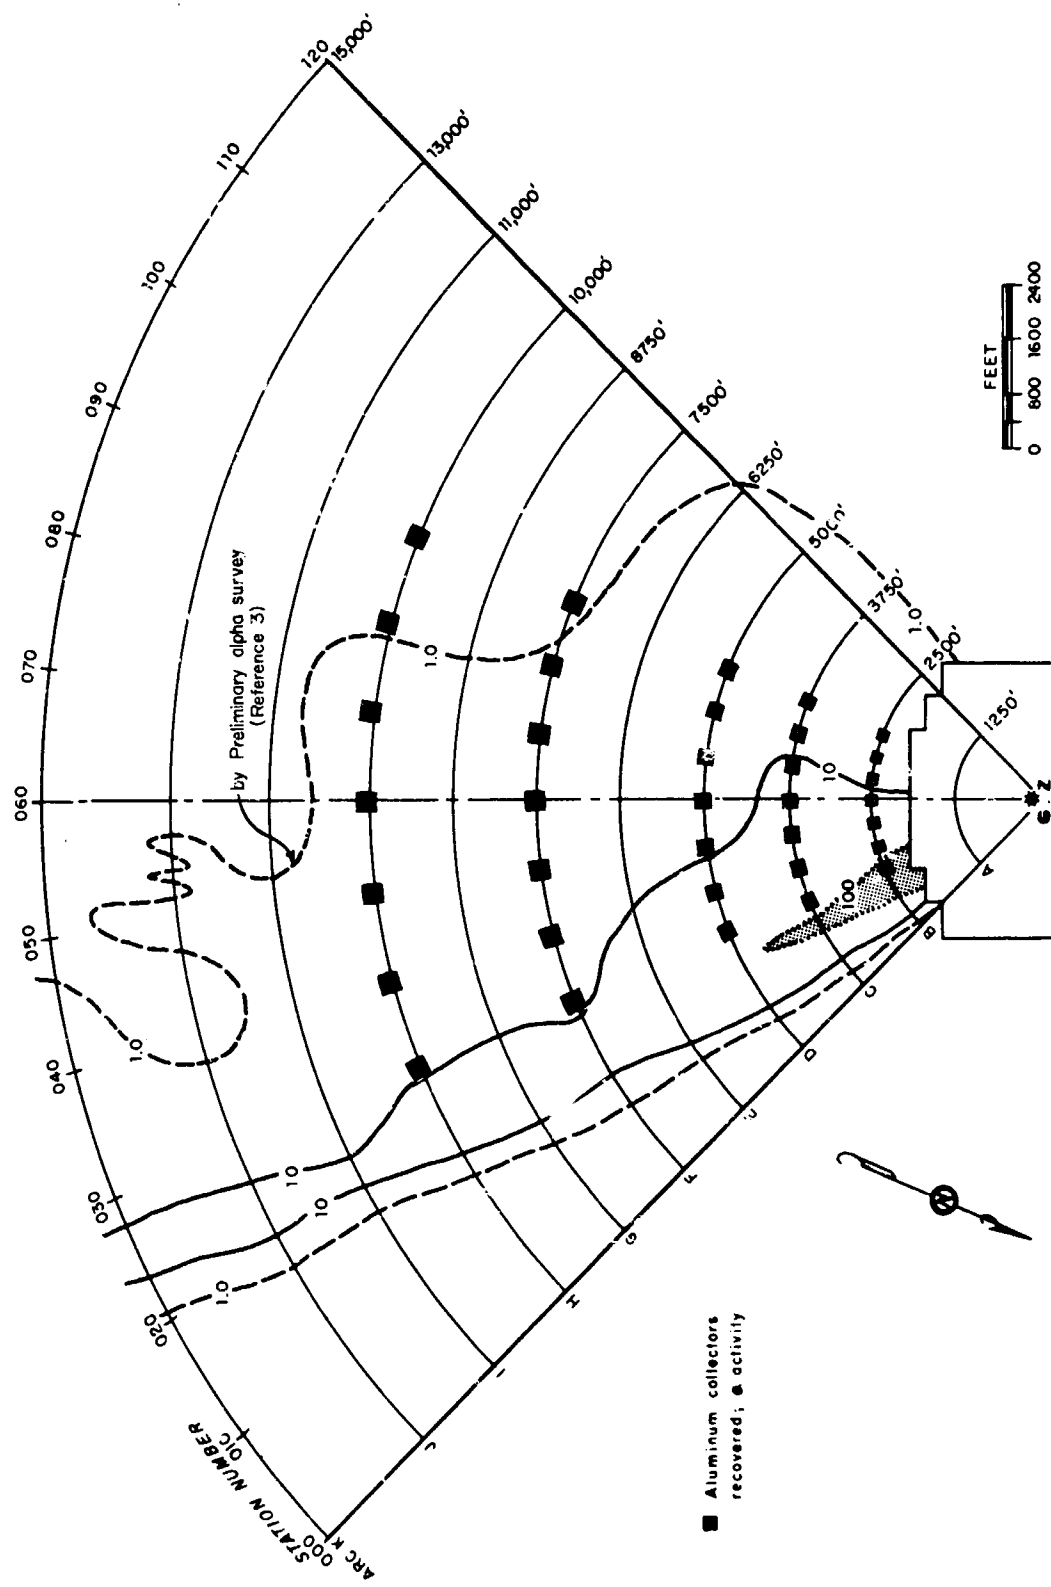 120
15,000'
110
13,000'
100
11,000'
090
10,000'
8750'
080
7500'
by Preliminary alpha survey
(Reference 3)
070
1.0
6250'
3750'
1.0
2500'
1250'
060
10
G.Z.
050
100
1.0
040
030
10
10
020
1.0
STATION NUMBER
000
ARC K
J
I
H
G
F
D
C
B
A
FEET
0 800 1600 2400
N
Aluminum collectors
recovered; α activity